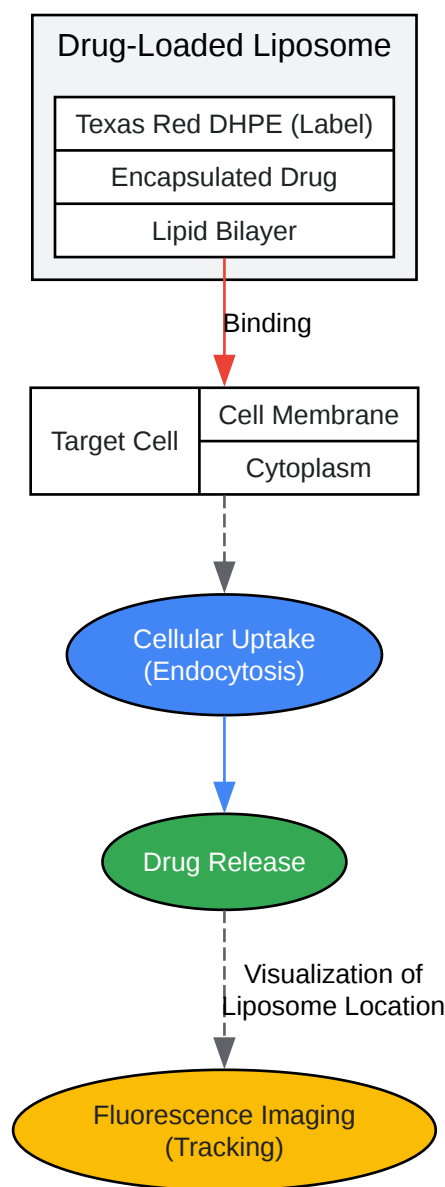 Drug-Loaded Liposome
Texas Red DHPE (Label)
Encapsulated Drug
Lipid Bilayer
Binding
Target Cell
Cell Membrane
Cytoplasm
Cellular Uptake
(Endocytosis)
Drug Release
Visualization of
Liposome Location
Fluorescence Imaging
(Tracking)